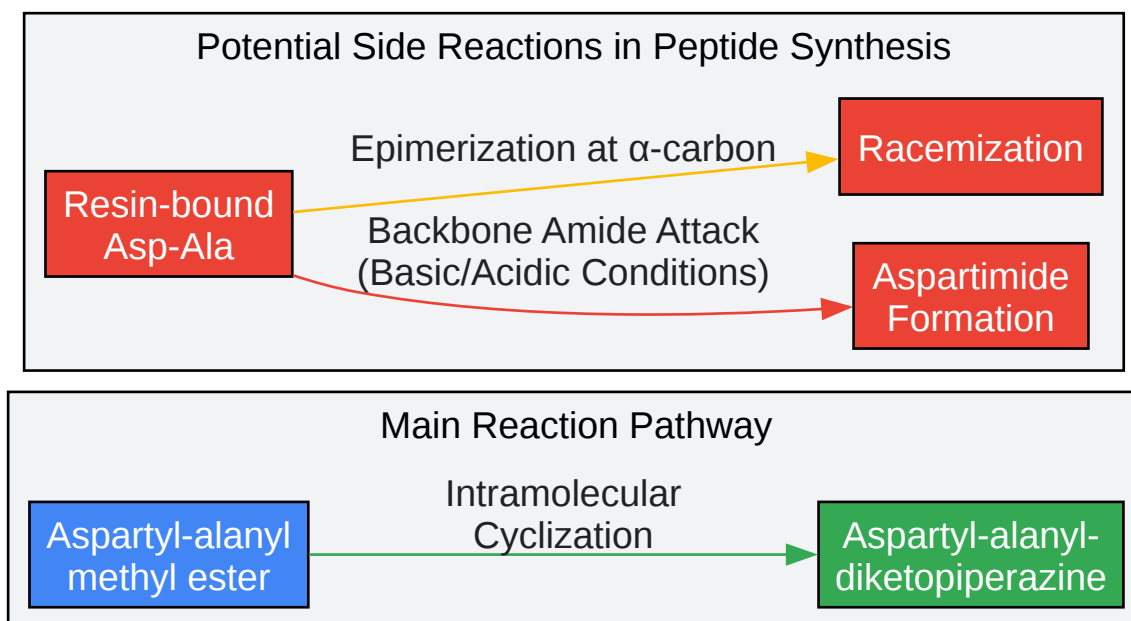 Potential Side Reactions in Peptide Synthesis
Epimerization at α-carbon
Racemization
Resin-bound
Asp-Ala
Backbone Amide Attack
(Basic/Acidic Conditions)
Aspartimide
Formation
Main Reaction Pathway
Intramolecular
Cyclization
Aspartyl-alanyl
methyl ester
Aspartyl-alanyl-
diketopiperazine